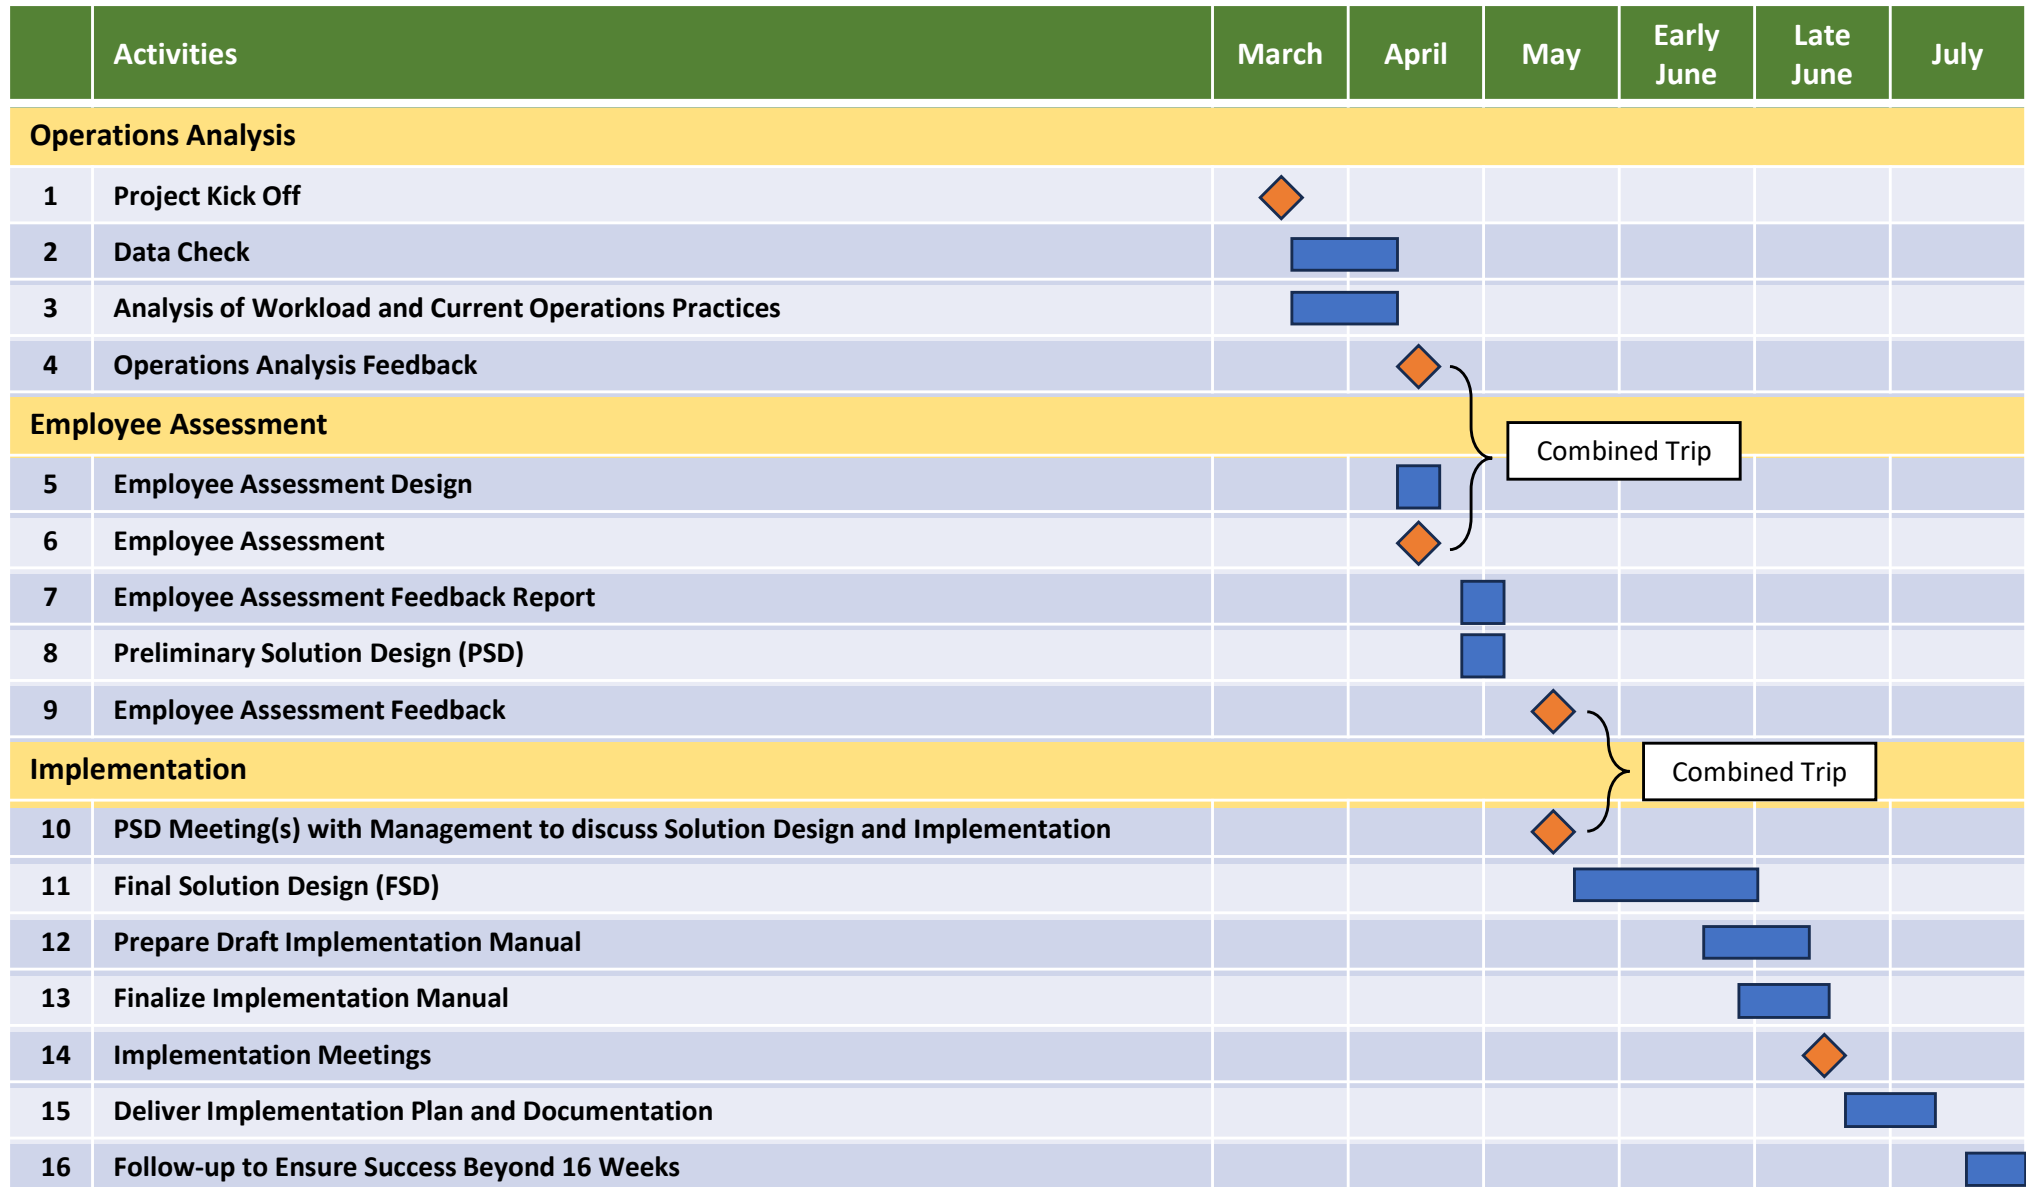 Activities March April May Early June Late June July
Operations Analysis
1 Project Kick Off
2 Data Check
3 Analysis of Workload and Current Operations Practices
4 Operations Analysis Feedback
Employee Assessment
Combined Trip
5 Employee Assessment Design
6 Employee Assessment
7 Employee Assessment Feedback Report
8 Preliminary Solution Design (PSD)
9 Employee Assessment Feedback
Implementation
Combined Trip
10 PSD Meeting(s) with Management to discuss Solution Design and Implementation
11 Final Solution Design (FSD)
12 Prepare Draft Implementation Manual
13 Finalize Implementation Manual
14 Implementation Meetings
15 Deliver Implementation Plan and Documentation
16 Follow-up to Ensure Success Beyond 16 Weeks